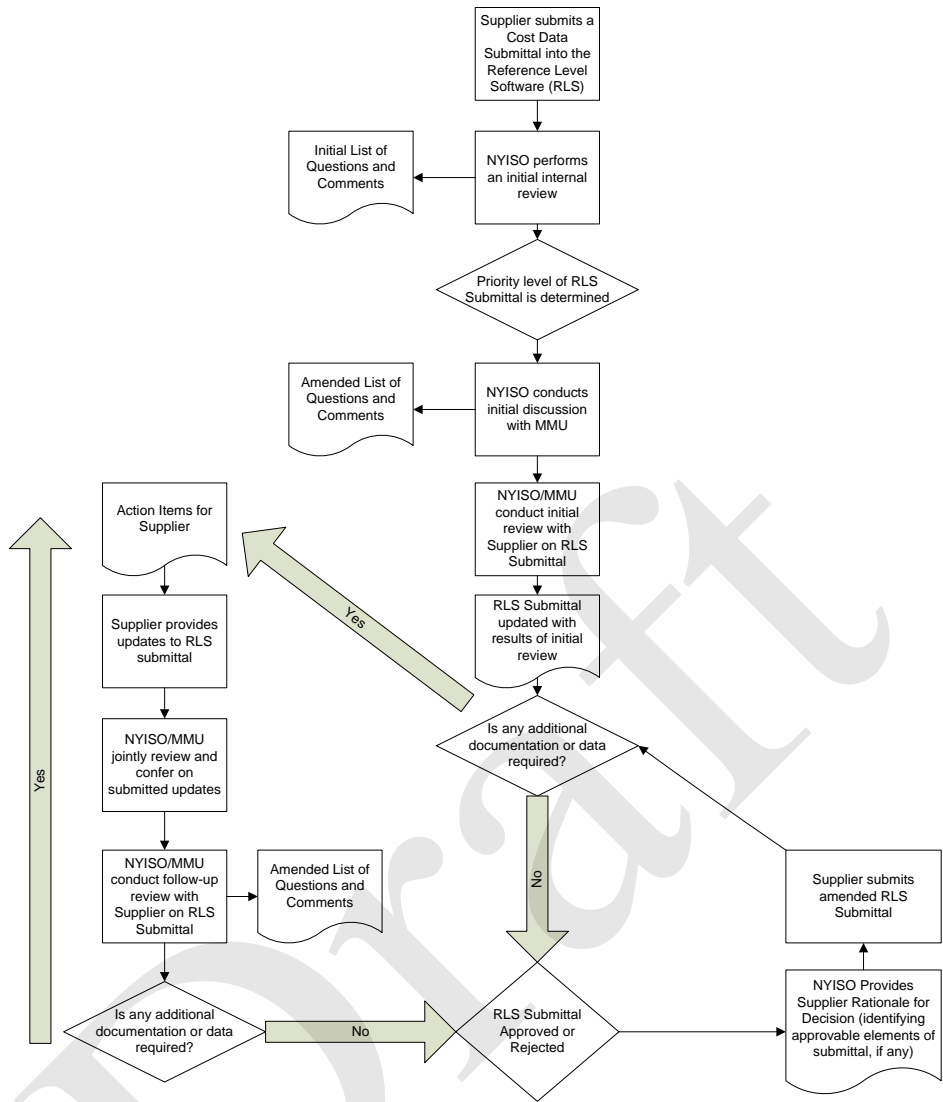 Supplier submits a
Cost Data
Submittal into the
Reference Level
Software (RLS)
Initial List of
Questions and
Comments
NYISO performs
an initial internal
review
Priority level of RLS
Submittal is determined
Amended List of
Questions and
Comments
NYISO conducts
initial discussion
with MMU
NYISO/MMU
conduct initial
review with
Supplier on RLS
Submittal
RLS Submittal
updated with
results of initial
review
Is any additional
documentation or data
required?
Yes
Action Items for
Supplier
Supplier provides
updates to RLS
submittal
NYISO/MMU
jointly review and
confer on
submitted updates
NYISO/MMU
conduct follow-up
review with
Supplier on RLS
Submittal
Amended List of
Questions and
Comments
Is any additional
documentation or data
required?
Yes
No
No
RLS Submittal
Approved or
Rejected
NYISO Provides
Supplier Rationale for
Decision (identifying
approvable elements of
submittal, if any)
Supplier submits
amended RLS
Submittal
Draft